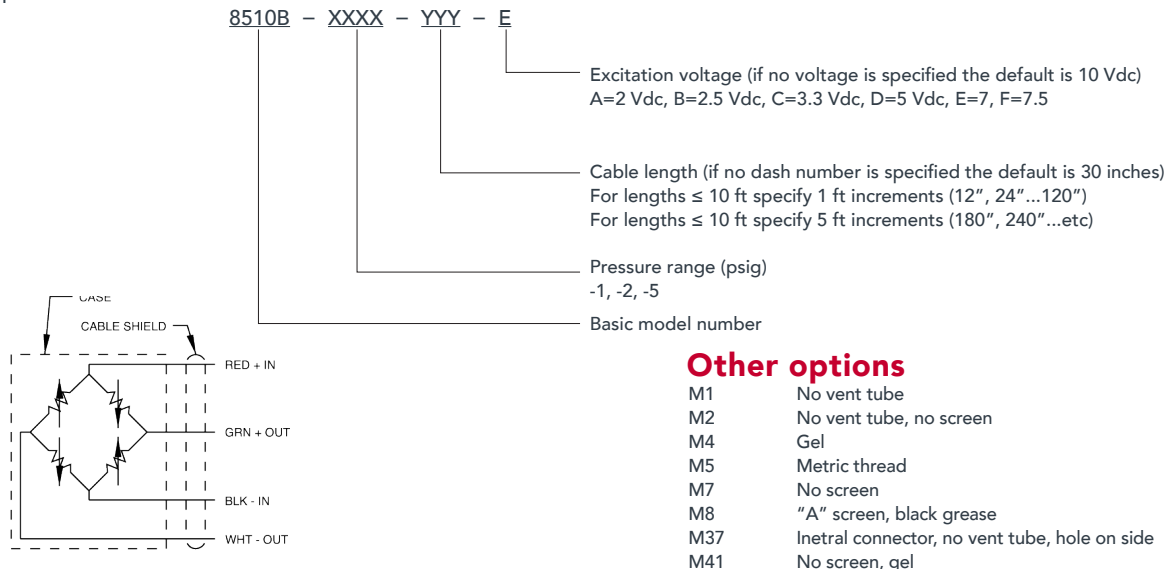 8510B – XXXX – YYY – E
Excitation voltage (if no voltage is specified the default is 10 Vdc)
A=2 Vdc, B=2.5 Vdc, C=3.3 Vdc, D=5 Vdc, E=7, F=7.5
Cable length (if no dash number is specified the default is 30 inches)
For lengths ≤ 10 ft specify 1 ft increments (12”, 24”...120”)
For lengths ≤ 10 ft specify 5 ft increments (180”, 240”...etc)
Pressure range (psig)
-1, -2, -5
Basic model number
CASE
CABLE SHIELD
RED + IN
GRN + OUT
BLK - IN
WHT - OUT
Other options
M1 No vent tube
M2 No vent tube, no screen
M4 Gel
M5 Metric thread
M7 No screen
M8 “A” screen, black grease
M37 Inetral connector, no vent tube, hole on side
M41 No screen, gel